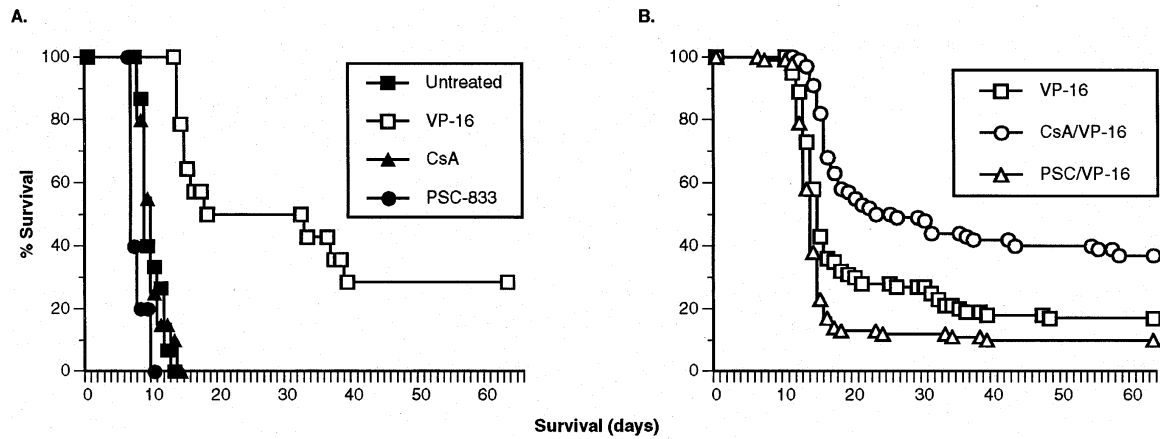 A.
100
80
60
40
20
0
% Survival
0 10 20 30 40 50 60
Untreated
VP-16
CsA
PSC-833
B.
100
80
60
40
20
0
0 10 20 30 40 50 60
VP-16
CsA/VP-16
PSC/VP-16
Survival (days)